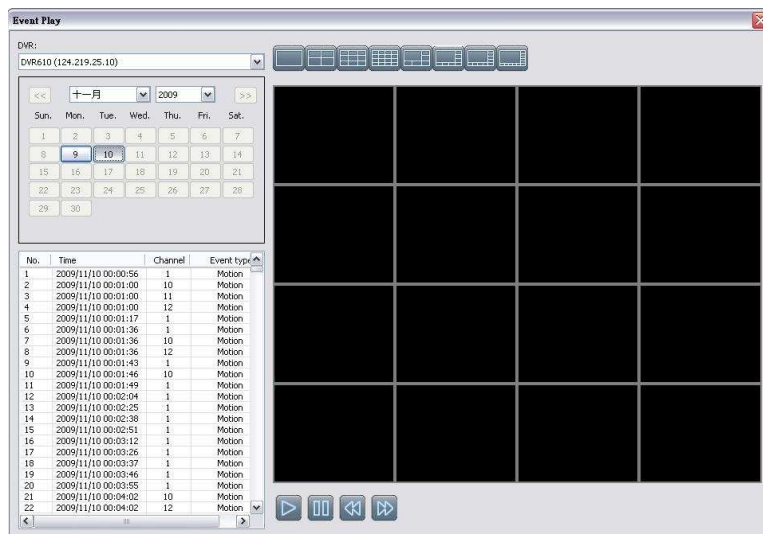 Event Play
DVR:
DVR610 (124.219.25.10)
<< 十一月 2009 >>
Sun. Mon. Tue. Wed. Thu. Fri. Sat.
1 2 3 4 5 6 7
8 9 10 11 12 13 14
15 16 17 18 19 20 21
22 23 24 25 26 27 28
29 30
No. Time Channel Event type
1 2009/11/10 00:00:56 1 Motion
2 2009/11/10 00:01:00 10 Motion
3 2009/11/10 00:01:00 11 Motion
4 2009/11/10 00:01:00 12 Motion
5 2009/11/10 00:01:17 1 Motion
6 2009/11/10 00:01:36 1 Motion
7 2009/11/10 00:01:36 10 Motion
8 2009/11/10 00:01:36 12 Motion
9 2009/11/10 00:01:43 1 Motion
10 2009/11/10 00:01:46 10 Motion
11 2009/11/10 00:01:49 1 Motion
12 2009/11/10 00:02:04 1 Motion
13 2009/11/10 00:02:25 1 Motion
14 2009/11/10 00:02:38 1 Motion
15 2009/11/10 00:02:51 1 Motion
16 2009/11/10 00:03:12 1 Motion
17 2009/11/10 00:03:26 1 Motion
18 2009/11/10 00:03:37 1 Motion
19 2009/11/10 00:03:46 1 Motion
20 2009/11/10 00:03:55 1 Motion
21 2009/11/10 00:04:02 10 Motion
22 2009/11/10 00:04:02 12 Motion